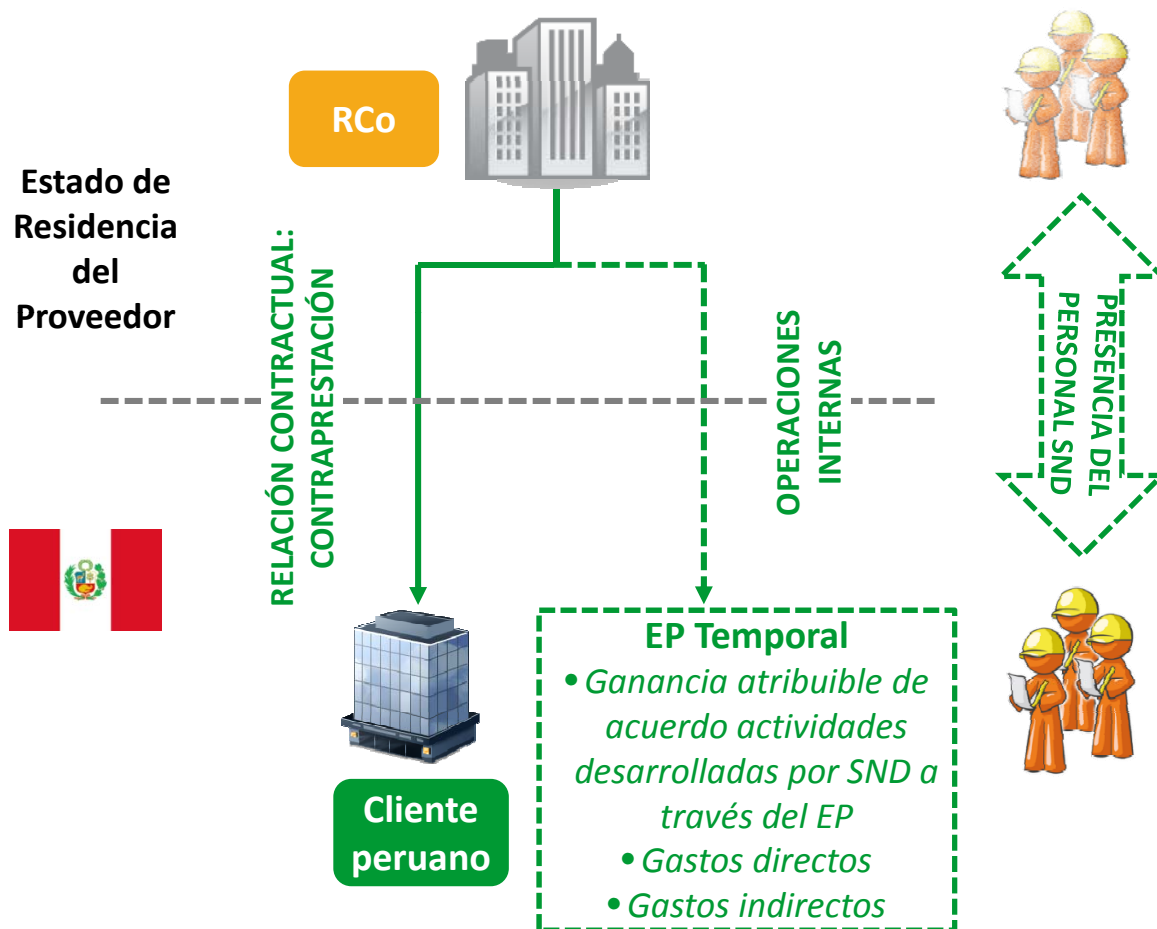 RCo
Estado de
Residencia
del
Proveedor
RELACIÓN CONTRACTUAL:
CONTRAPRESTACIÓN
OPERACIONES
INTERNAS
PRESENCIA DEL
PERSONAL SND
Cliente
peruano
EP Temporal
• Ganancia atribuible de
acuerdo actividades
desarrolladas por SND a
través del EP
• Gastos directos
• Gastos indirectos